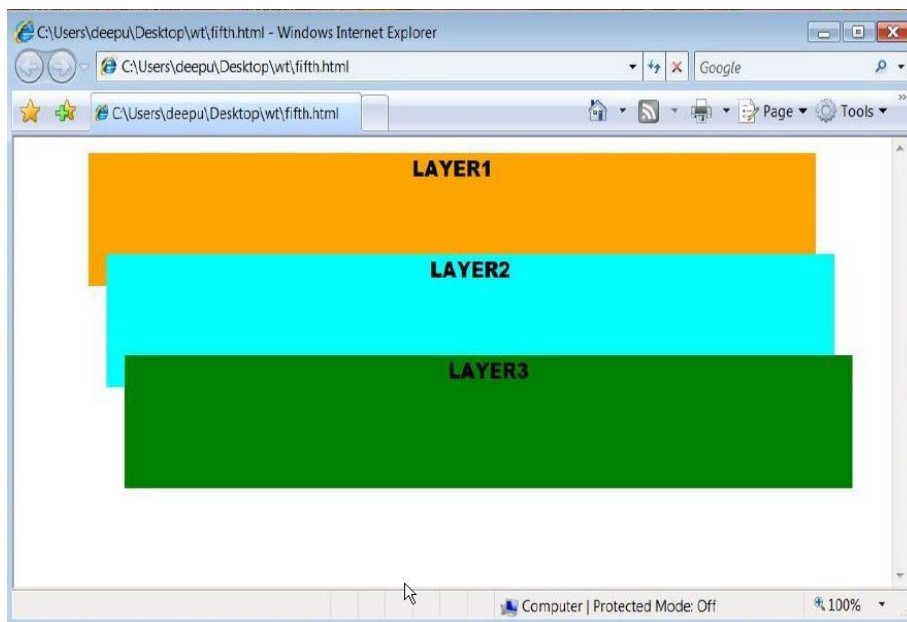 C:\Users\deepu\Desktop\wt\fifth.html - Windows Internet Explorer
C:\Users\deepu\Desktop\wt\fifth.html
Google
C:\Users\deepu\Desktop\wt\fifth.html
Page
Tools
LAYER1
LAYER2
LAYER3
Computer | Protected Mode: Off
100%